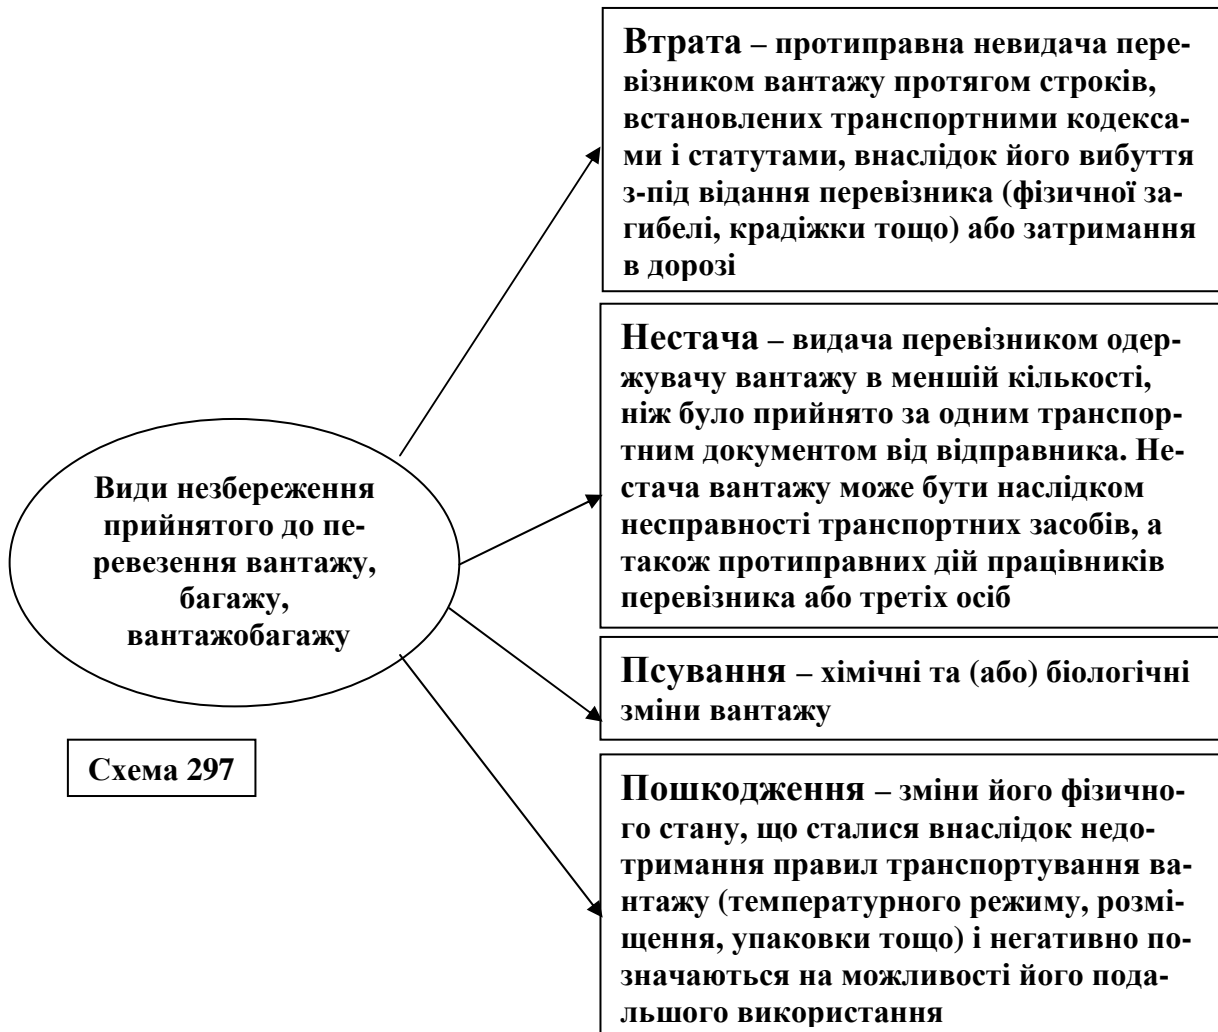 Втрата – протиправна невидача пере-
візником вантажу протягом строків,
встановлених транспортними кодекса-
ми і статутами, внаслідок його вибуття
з-під відання перевізника (фізичної за-
гибелі, крадіжки тощо) або затримання
в дорозі
Нестача – видача перевізником одер-
жувачу вантажу в меншій кількості,
ніж було прийнято за одним транспор-
тним документом від відправника. Не-
стача вантажу може бути наслідком
несправності транспортних засобів, а
також протиправних дій працівників
перевізника або третіх осіб
Види незбереження
прийнятого до пе-
ревезення вантажу,
багажу,
вантажобагажу
Псування – хімічні та (або) біологічні
зміни вантажу
Схема 297
Пошкодження – зміни його фізично-
го стану, що сталися внаслідок недо-
тримання правил транспортування ва-
нтажу (температурного режиму, розмі-
щення, упаковки тощо) і негативно по-
значаються на можливості його пода-
льшого використання